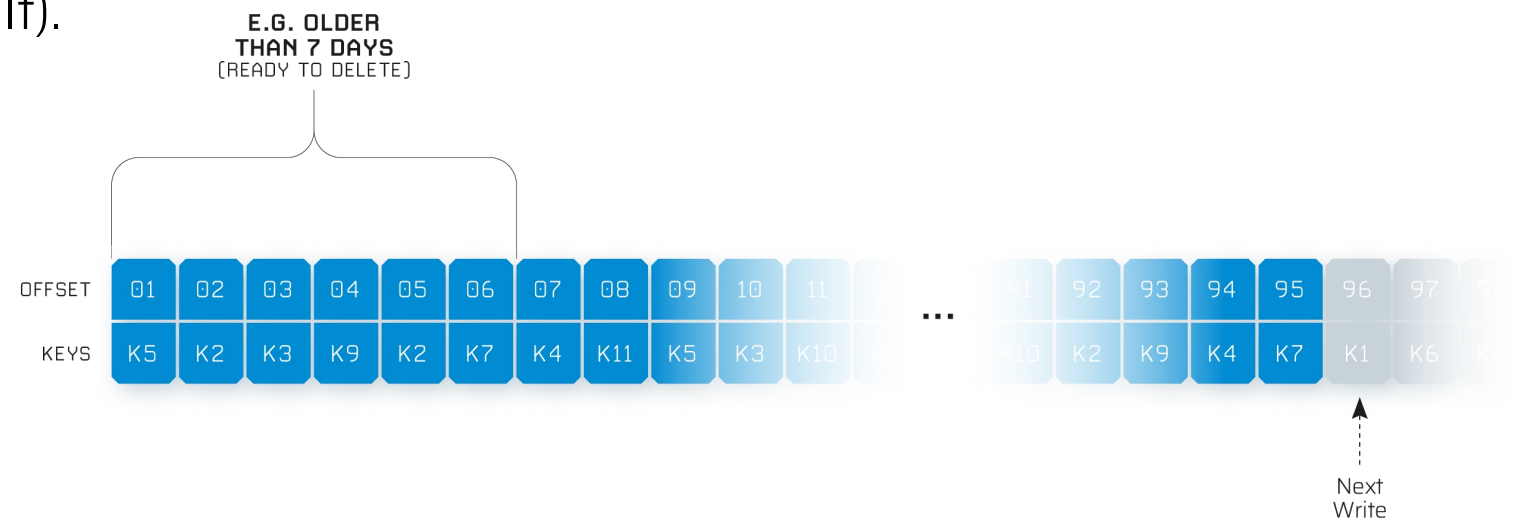 lf).
E.G. OLDER
THAN 7 DAYS
(READY TO DELETE)
OFFSET 01 02 03 04 05 06 07 08 09 10 11 ... 91 92 93 94 95 96 97
KEYS K5 K2 K3 K9 K2 K7 K4 K11 K5 K3 K10 K10 K2 K9 K4 K7 K1 K6
Next
Write